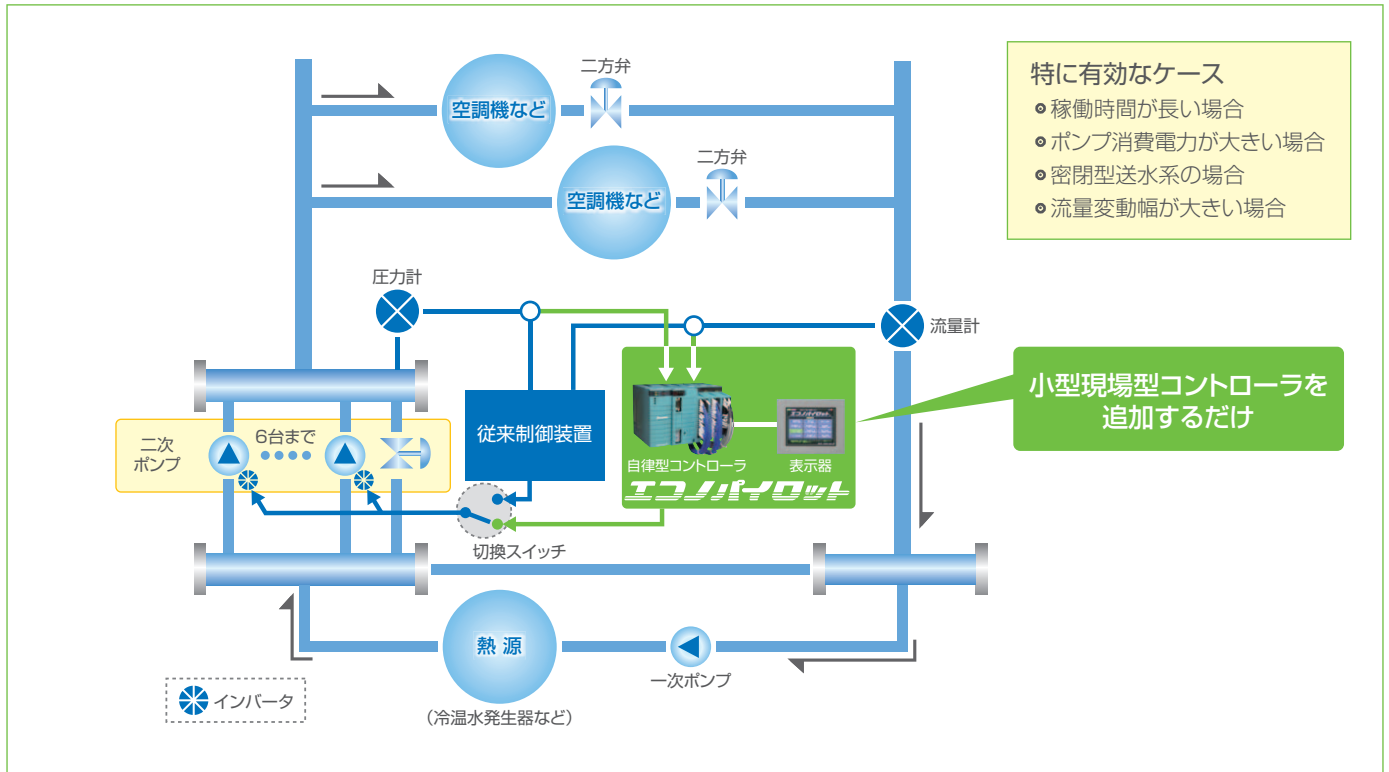 二方弁
空調機など
二方弁
空調機など
特に有効なケース
稼働時間が長い場合
ポンプ消費電力が大きい場合
密閉型送水系の場合
流量変動幅が大きい場合
圧力計
流量計
小型現場型コントローラを
追加するだけ
二次
ポンプ
6台まで
従来制御装置
自律型コントローラ
表示器
エコノパイロット
切換スイッチ
熱源
一次ポンプ
(冷温水発生器など)
インバータ